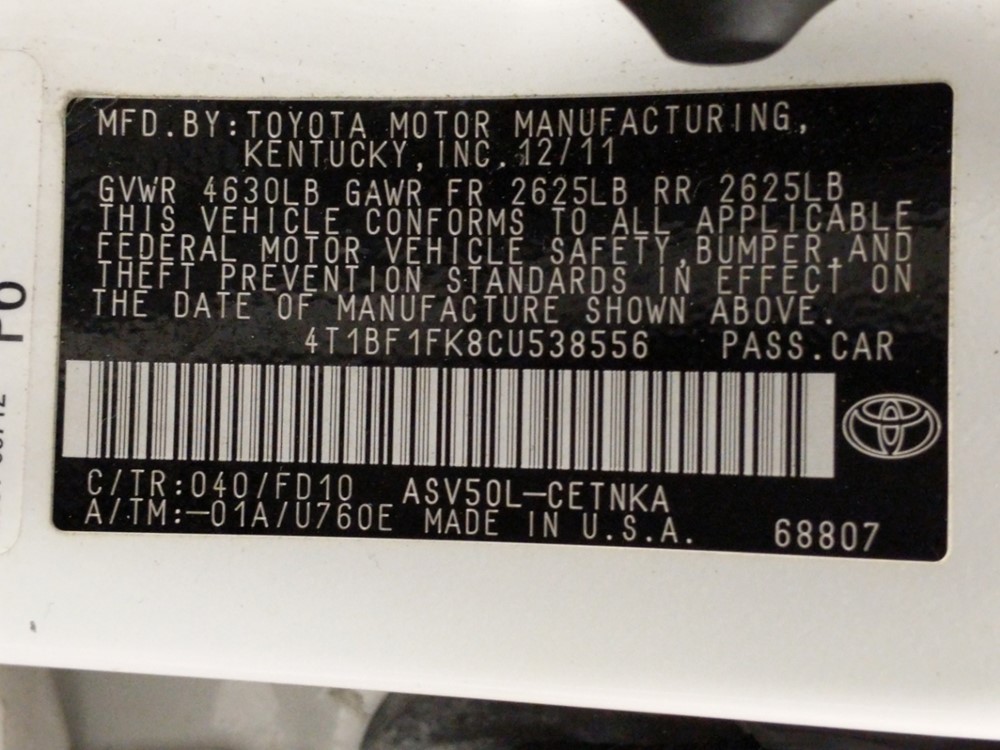 MFD.BY:TOYOTA MOTOR MANUFACTURING,
KENTUCKY,INC.12/11
GVWR 4630LB GAWR FR 2625LB RR 2625LB
THIS VEHICLE CONFORMS TO ALL APPLICABLE
FEDERAL MOTOR VEHICLE SAFETY,BUMPER,AND
THEFT PREVENTION STANDARDS IN EFFECT ON
THE DATE OF MANUFACTURE SHOWN ABOVE.
4T1BF1FK8CU538556 PASS.CAR
C/TR:040/FD10 ASV50L-CETNKA
A/TM:-01A/U760E MADE IN U.S.A. 68807